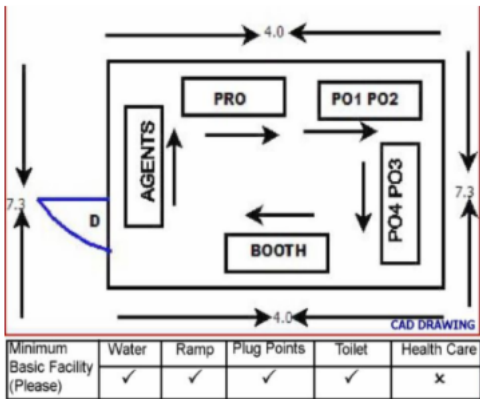 4.0
PRO
PO1 PO2
AGENTS
7.3
7.3
D
PO4 PO3
BOOTH
4.0
CAD DRAWING
Minimum Basic Facility (Please) Water Ramp Plug Points Toilet Health Care
✓ ✓ ✓ ✓ x